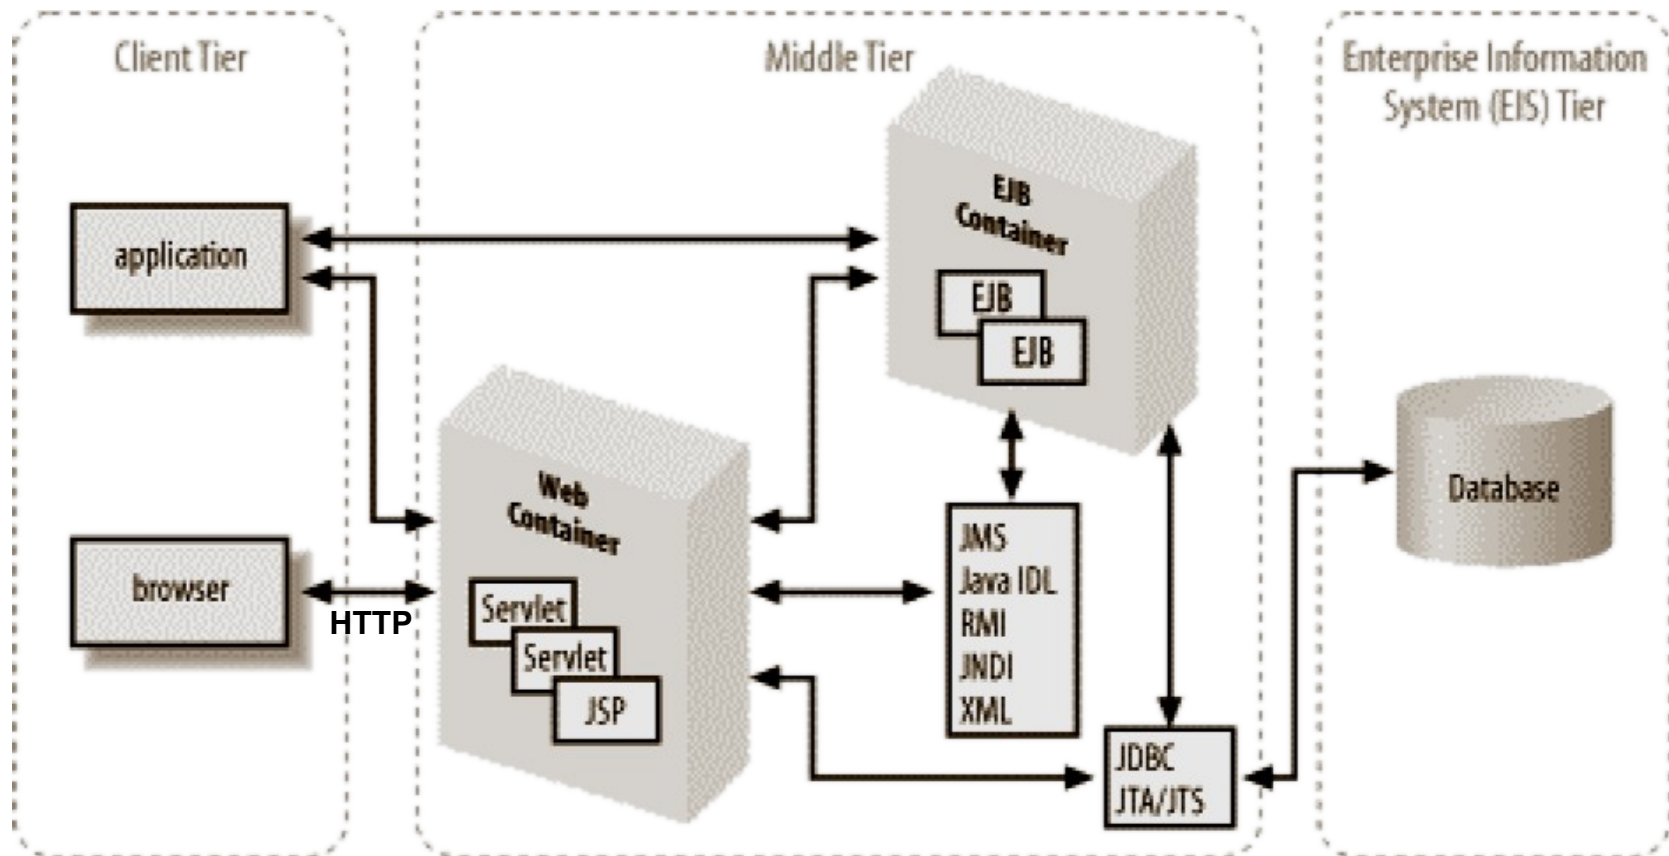 Client Tier
Middle Tier
Enterprise Information
System (EIS) Tier
application
EJB
Container
EJB
EJB
Web
Container
browser
HTTP
Servlet
Servlet
JSP
JMS
Java IDL
RMI
JNDI
XML
JDBC
JTA/JTS
Database